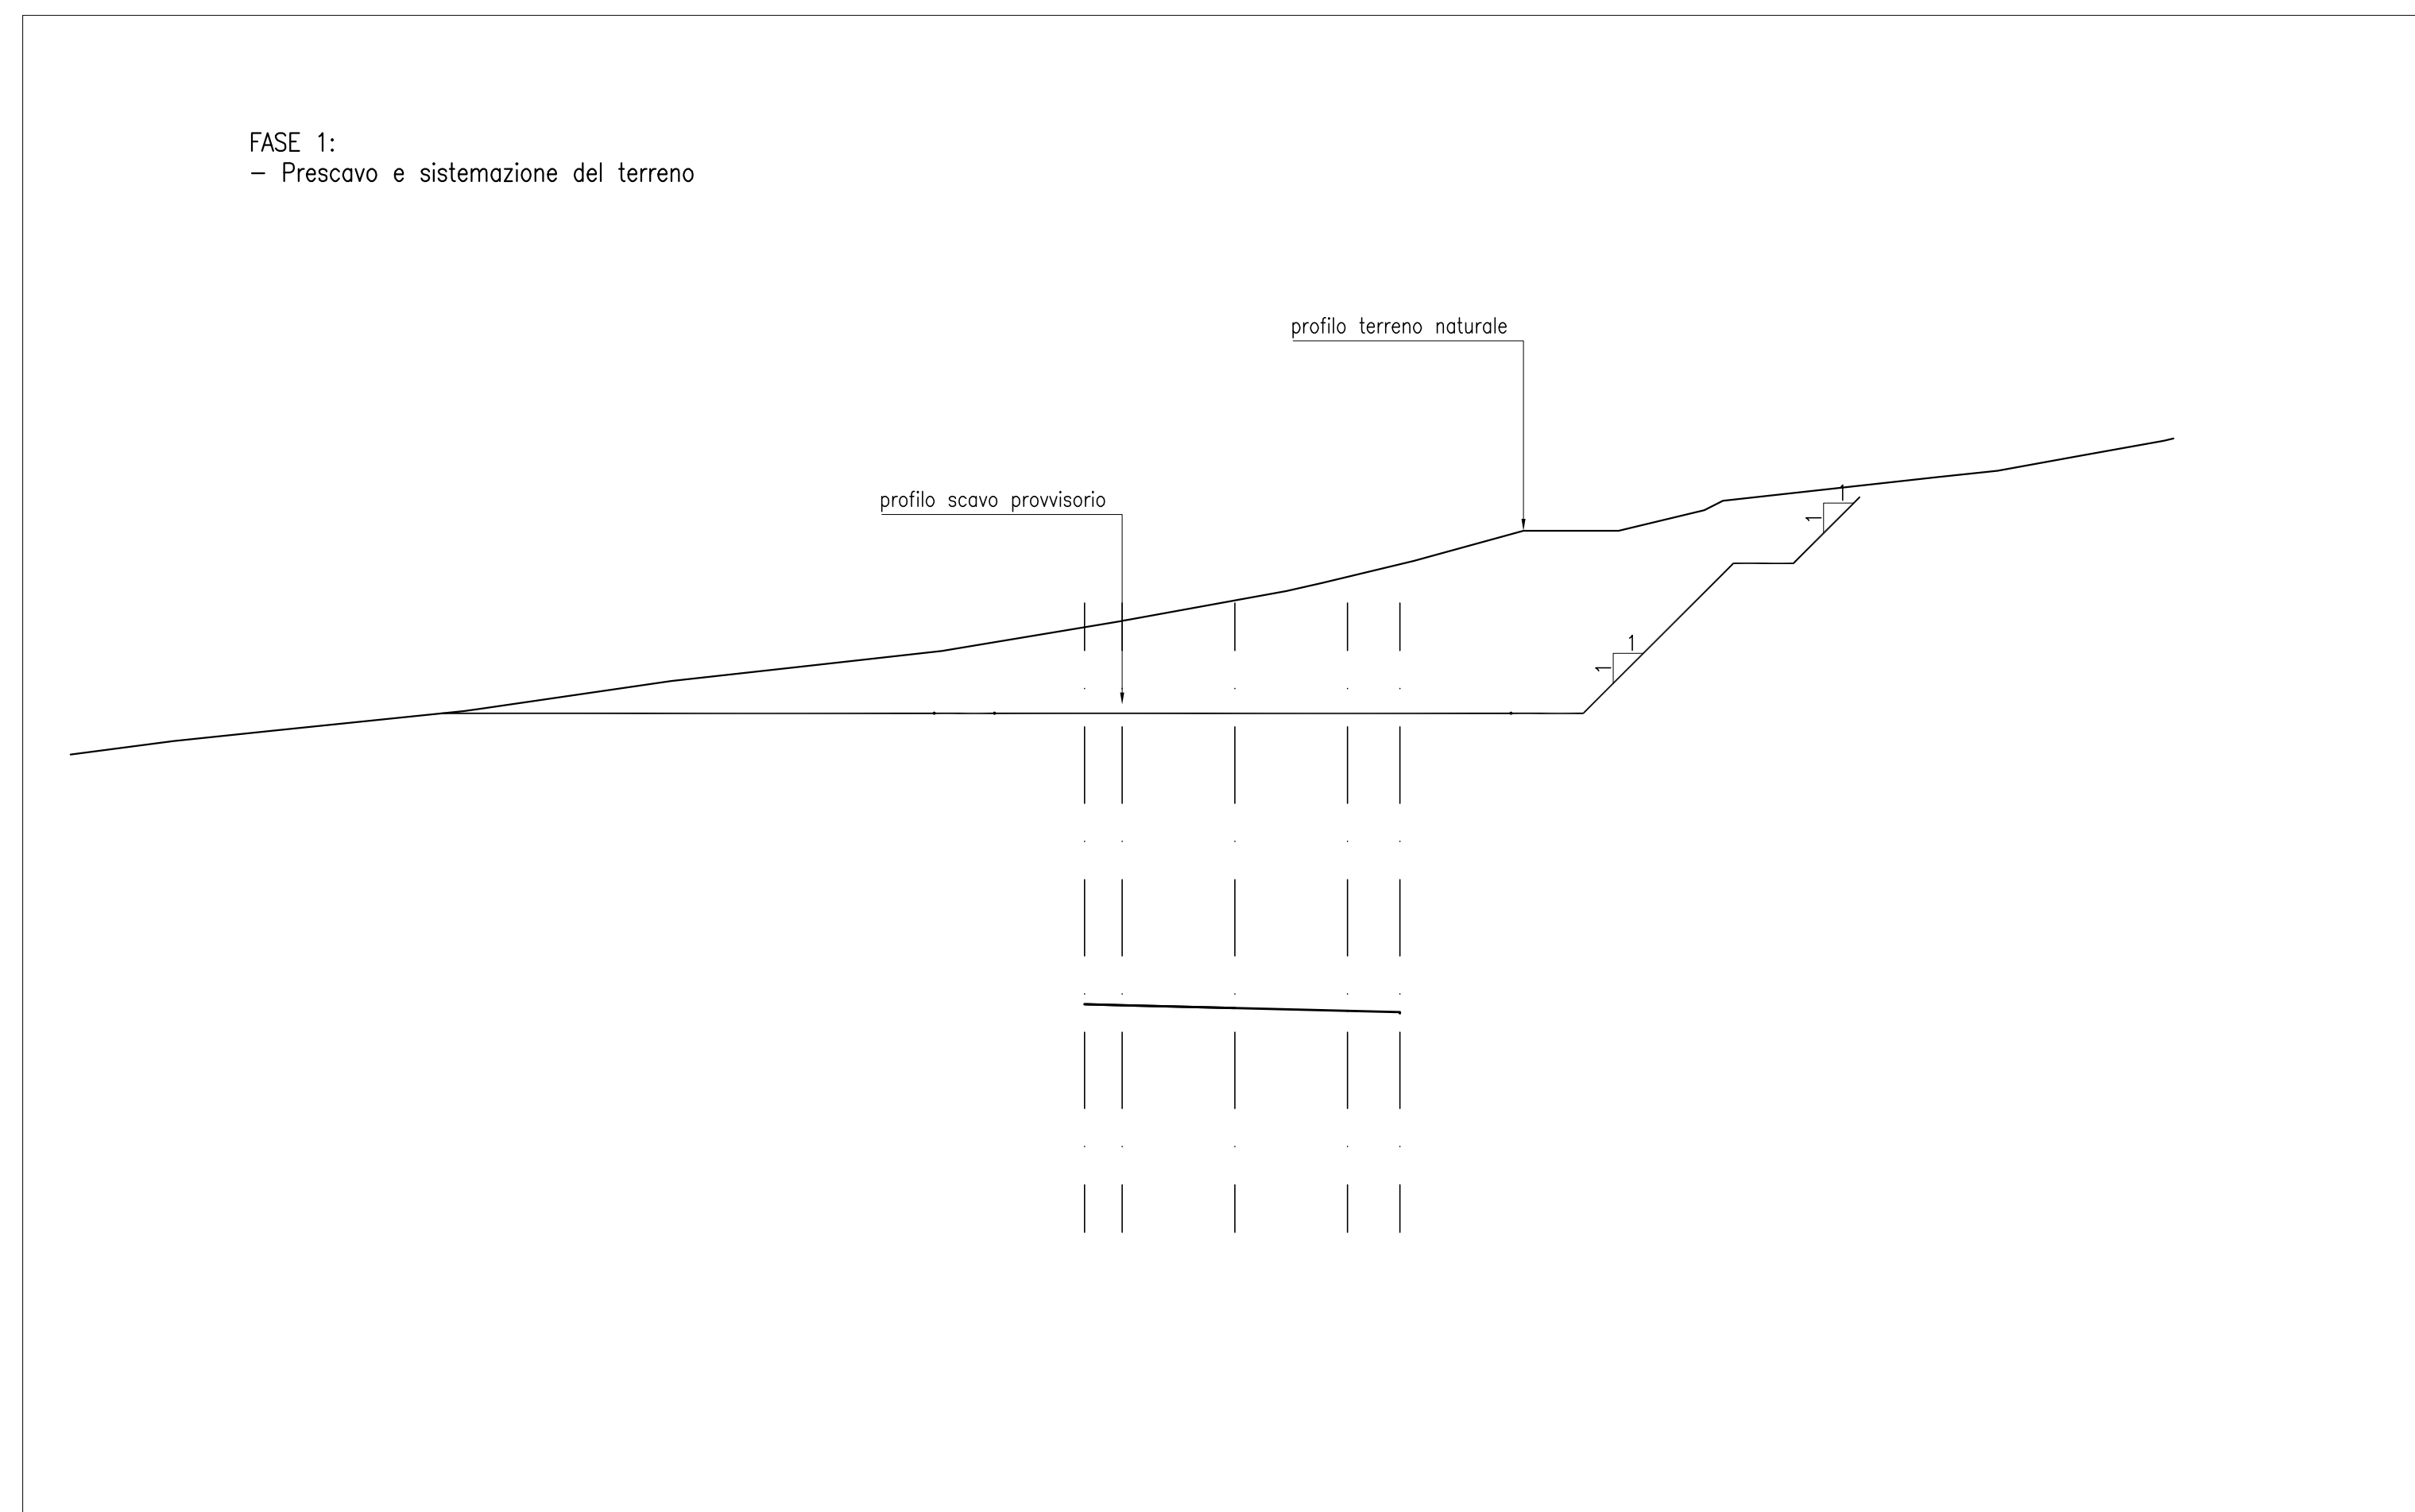 FASE 1:
- Prescavo e sistemazione del terreno
profilo terreno naturale
profilo scavo provvisorio
1
1
1
1